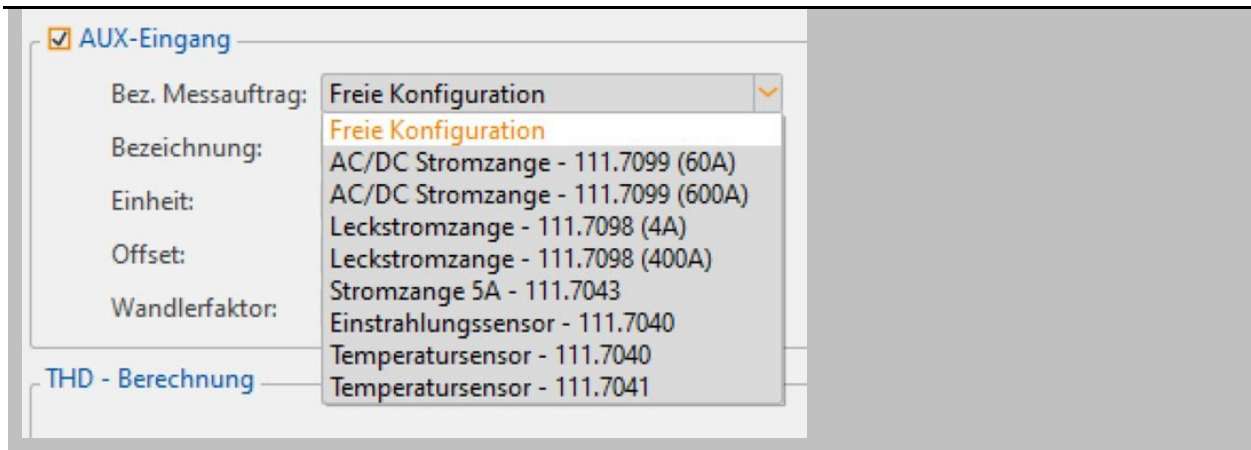 AUX-Eingang
Bez. Messauftrag: Freie Konfiguration
Freie Konfiguration
Bezeichnung:
AC/DC Stromzange - 111.7099 (60A)
AC/DC Stromzange - 111.7099 (600A)
Einheit:
Leckstromzange - 111.7098 (4A)
Offset:
Leckstromzange - 111.7098 (400A)
Stromzange 5A - 111.7043
Wandlerfaktor:
Einstrahlungssensor - 111.7040
Temperatursensor - 111.7040
THD - Berechnung
Temperatursensor - 111.7041